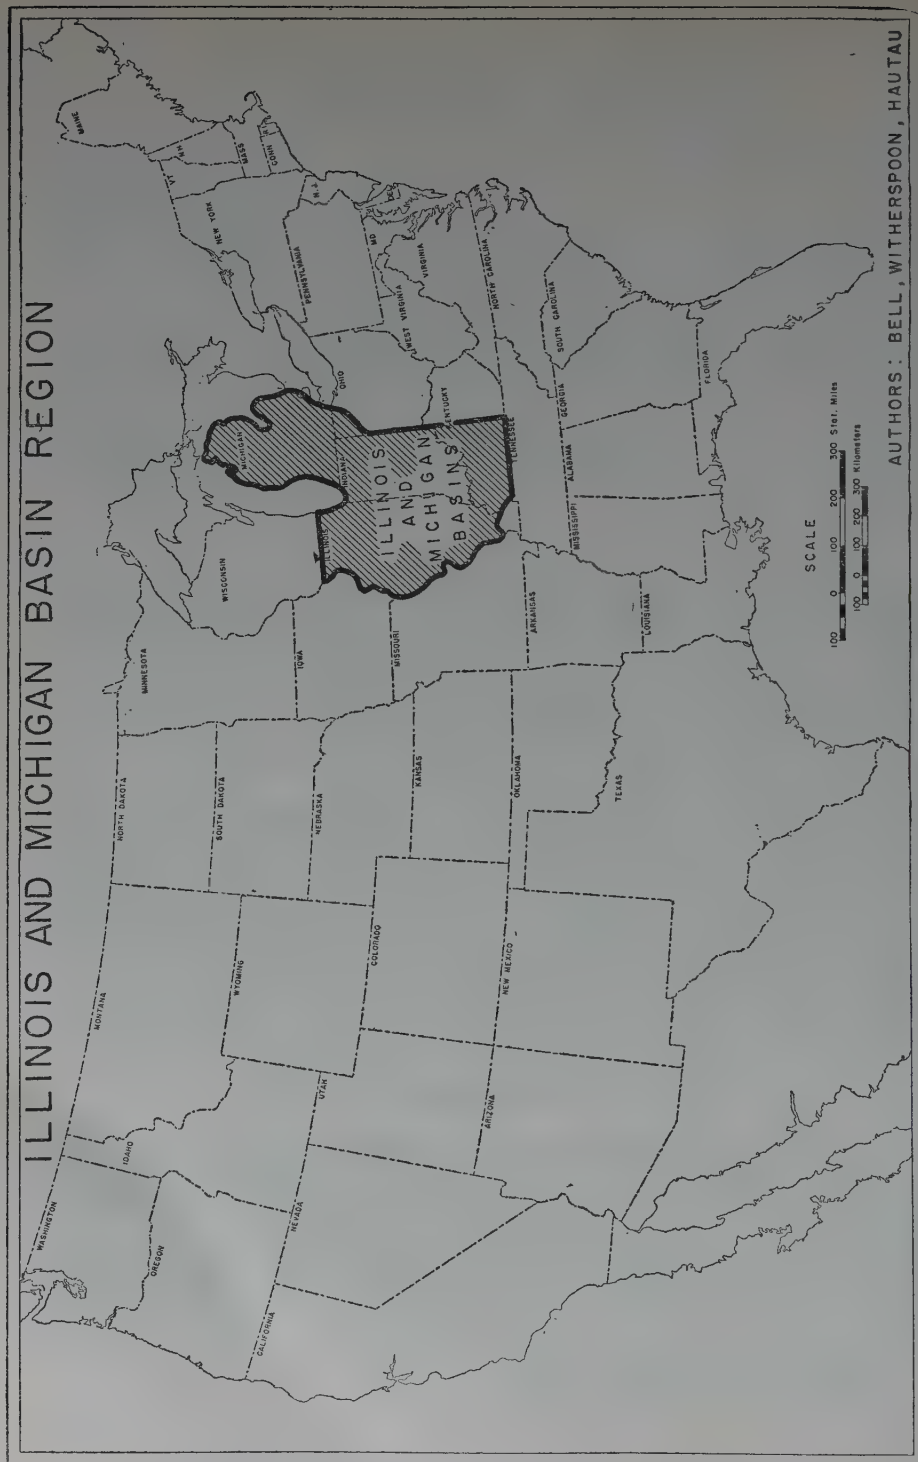 ILLINOIS AND MICHIGAN BASIN REGION
WASHINGTON
MONTANA
NORTH DAKOTA
MINNESOTA
MAINE
VT
N H
MASS
CONN
R I
NEW YORK
IDAHO
OREGON
WYOMING
SOUTH DAKOTA
WISCONSIN
MICHIGAN
PENNSYLVANIA
N. J.
NEBRASKA
IOWA
ILLINOIS
INDIANA
OHIO
MD
DEL
CALIFORNIA
NEVADA
UTAH
COLORADO
KANSAS
MISSOURI
ILLINOIS
AND
MICHIGAN
BASINS
KENTUCKY
WEST VIRGINIA
VIRGINIA
ARIZONA
NEW MEXICO
OKLAHOMA
ARKANSAS
TENNESSEE
NORTH CAROLINA
MISSISSIPPI
ALABAMA
GEORGIA
SOUTH CAROLINA
TEXAS
LOUISIANA
FLORIDA
SCALE
100 0 100 200 300 Stat. Miles
100 0 100 200 300 Kilometers
AUTHORS: BELL, WITHERSPOON, HAUTAU